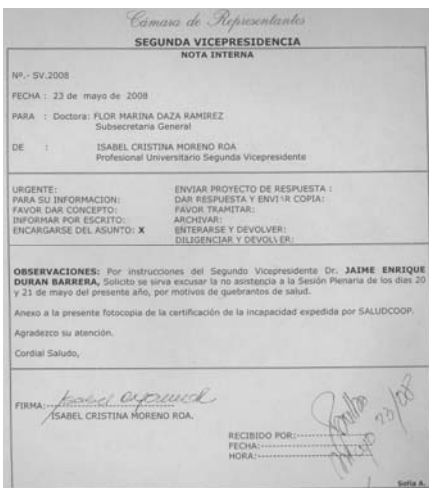 Cámara de Representantes
SEGUNDA VICEPRESIDENCIA
NOTA INTERNA
Nº.- SV.2008
FECHA : 23 de mayo de 2008
PARA : Doctora: FLOR MARINA DAZA RAMIREZ
Subsecretaria General
DE : ISABEL CRISTINA MORENO ROA
Profesional Universitario Segunda Vicepresidente
URGENTE: ENVIAR PROYECTO DE RESPUESTA :
PARA SU INFORMACION: DAR RESPUESTA Y ENVIAR COPIA:
FAVOR DAR CONCEPTO: FAVOR TRAMITAR:
INFORMAR POR ESCRITO: ARCHIVAR:
ENCARGARSE DEL ASUNTO: X ENTERARSE Y DEVOLVER:
DILIGENCIAR Y DEVOLVER:
OBSERVACIONES: Por instrucciones del Segundo Vicepresidente Dr. JAIME ENRIQUE
DURAN BARRERA, Solicito se sirva excusar la no asistencia a la Sesión Plenaria de los días 20
y 21 de mayo del presente año, por motivos de quebrantos de salud.
Anexo a la presente fotocopia de la certificación de la incapacidad expedida por SALUDCOOP.
Agradezco su atención.
Cordial Saludo,
FIRMA:
ISABEL CRISTINA MORENO ROA.
RECIBIDO POR:
FECHA:
HORA:
Mayo 23/08
Sofia A.